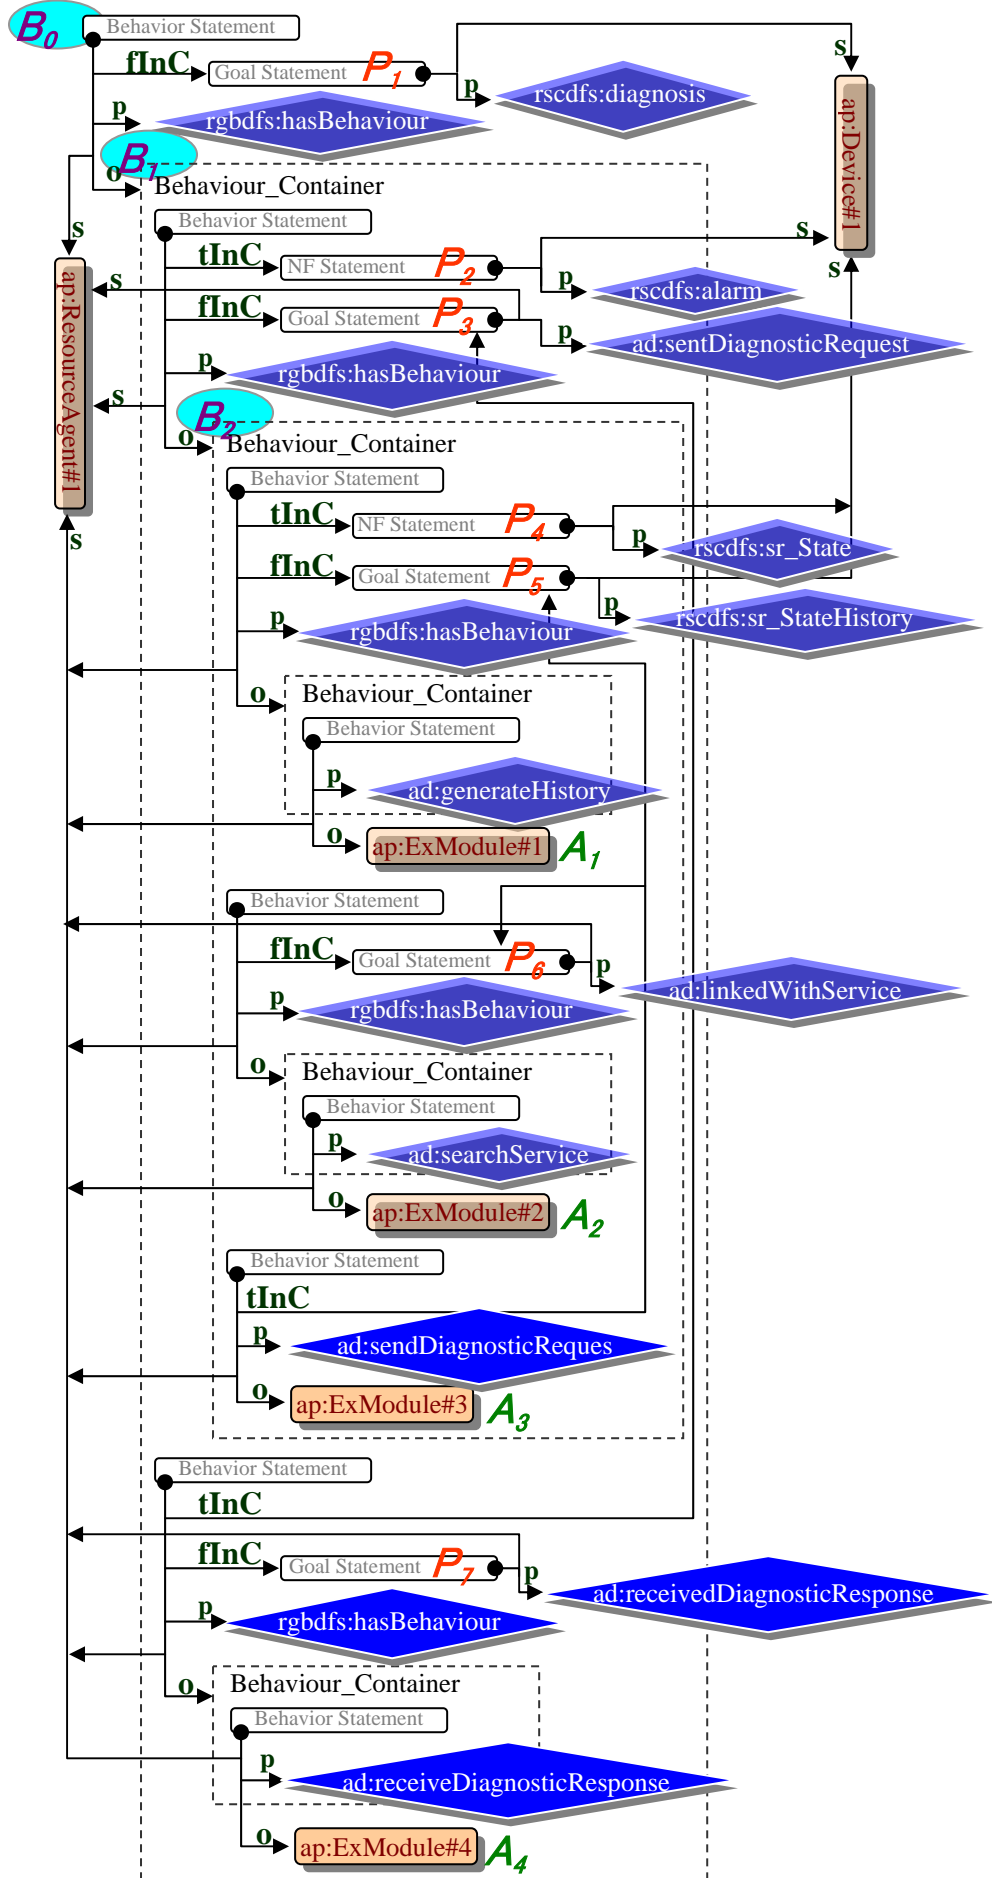 B0
Behavior Statement
fInC
Goal Statement
P1
s
p
rscdfs:diagnosis
ap:Device#1
p
rgbdfs:hasBehaviour
B1
o
Behaviour_Container
s
Behavior Statement
s
tInC
NF Statement
P2
s
p
rscdfs:alarm
ap:ResourceAgent#1
s
fInC
Goal Statement
P3
p
ad:sentDiagnosticRequest
p
rgbdfs:hasBehaviour
s
B2
o
Behaviour_Container
Behavior Statement
tInC
NF Statement
P4
p
rscdfs:sr_State
s
fInC
Goal Statement
P5
p
rscdfs:sr_StateHistory
p
rgbdfs:hasBehaviour
o
Behaviour_Container
Behavior Statement
p
ad:generateHistory
o
ap:ExModule#1
A1
Behavior Statement
fInC
Goal Statement
P6
p
ad:linkedWithService
p
rgbdfs:hasBehaviour
o
Behaviour_Container
Behavior Statement
p
ad:searchService
o
ap:ExModule#2
A2
Behavior Statement
tInC
p
ad:sendDiagnosticReques
o
ap:ExModule#3
A3
Behavior Statement
tInC
fInC
Goal Statement
P7
p
ad:receivedDiagnosticResponse
p
rgbdfs:hasBehaviour
o
Behaviour_Container
Behavior Statement
p
ad:receiveDiagnosticResponse
o
ap:ExModule#4
A4